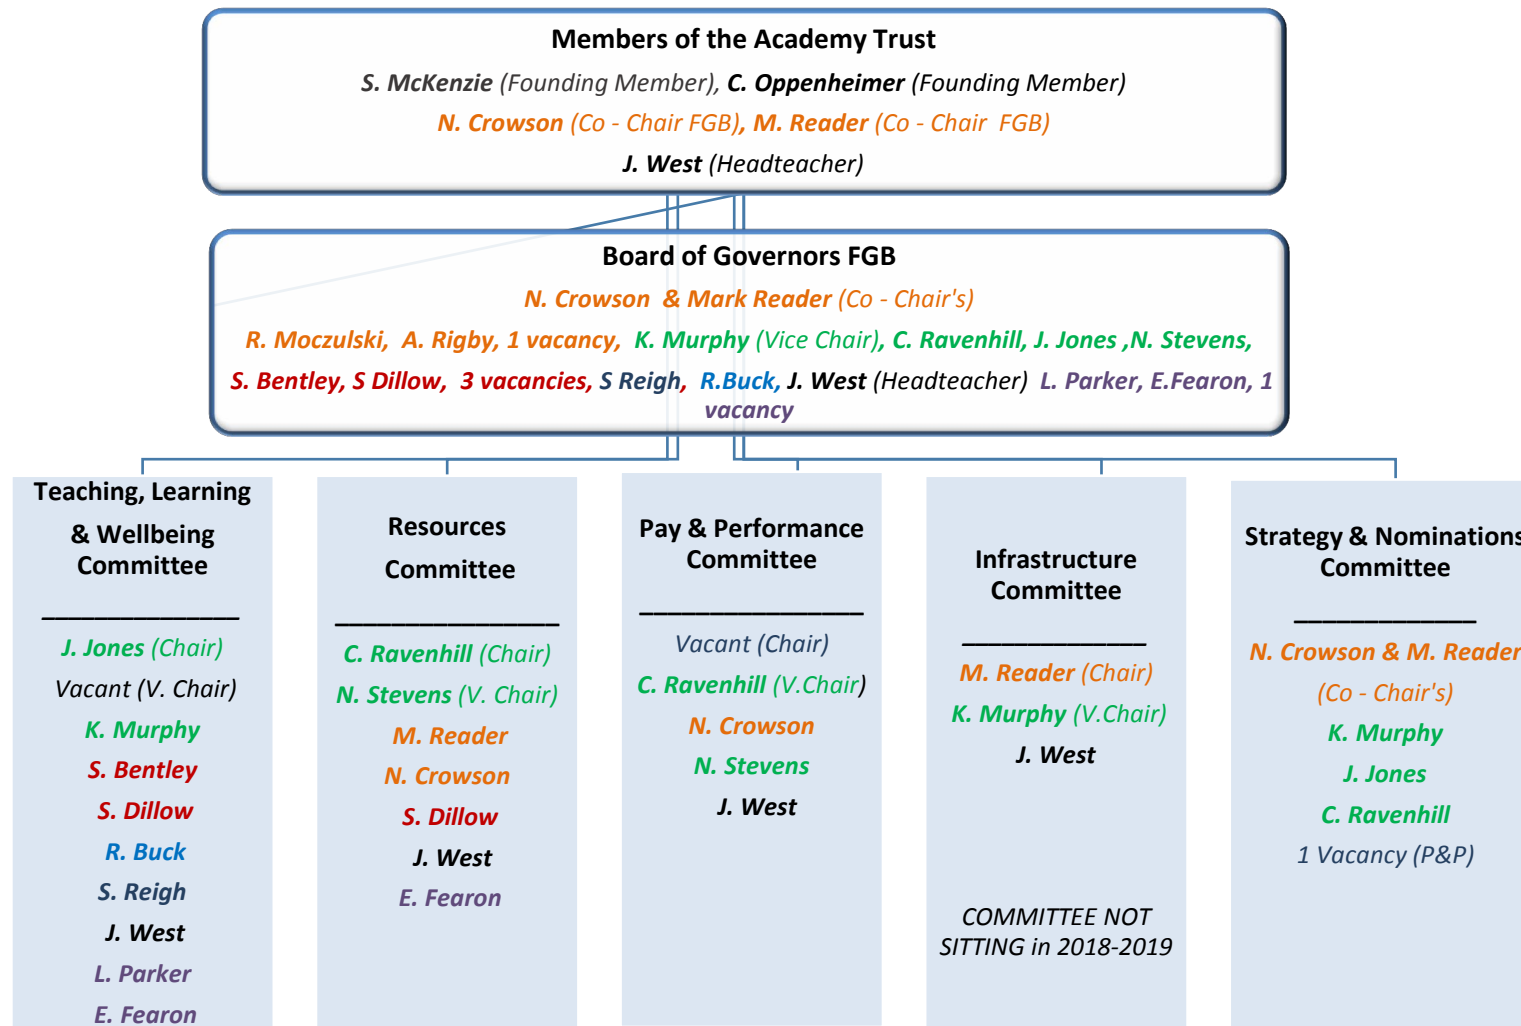 Members of the Academy Trust
S. McKenzie (Founding Member), C. Oppenheimer (Founding Member)
N. Crowson (Co - Chair FGB), M. Reader (Co - Chair FGB)
J. West (Headteacher)
Board of Governors FGB
N. Crowson & Mark Reader (Co - Chair's)
R. Moczulski, A. Rigby, 1 vacancy, K. Murphy (Vice Chair), C. Ravenhill, J. Jones ,N. Stevens,
S. Bentley, S Dillow, 3 vacancies, S Reigh, R.Buck, J. West (Headteacher) L. Parker, E.Fearon, 1
vacancy
Teaching, Learning
& Wellbeing
Committee
_______________
J. Jones (Chair)
Vacant (V. Chair)
K. Murphy
S. Bentley
S. Dillow
R. Buck
S. Reigh
J. West
L. Parker
E. Fearon
Resources
Committee
_________________
C. Ravenhill (Chair)
N. Stevens (V. Chair)
M. Reader
N. Crowson
S. Dillow
J. West
E. Fearon
Pay & Performance
Committee
_________________
Vacant (Chair)
C. Ravenhill (V.Chair)
N. Crowson
N. Stevens
J. West
Infrastructure
Committee
______________
M. Reader (Chair)
K. Murphy (V.Chair)
J. West
COMMITTEE NOT
SITTING in 2018-2019
Strategy & Nominations
Committee
______________
N. Crowson & M. Reader
(Co - Chair's)
K. Murphy
J. Jones
C. Ravenhill
1 Vacancy (P&P)